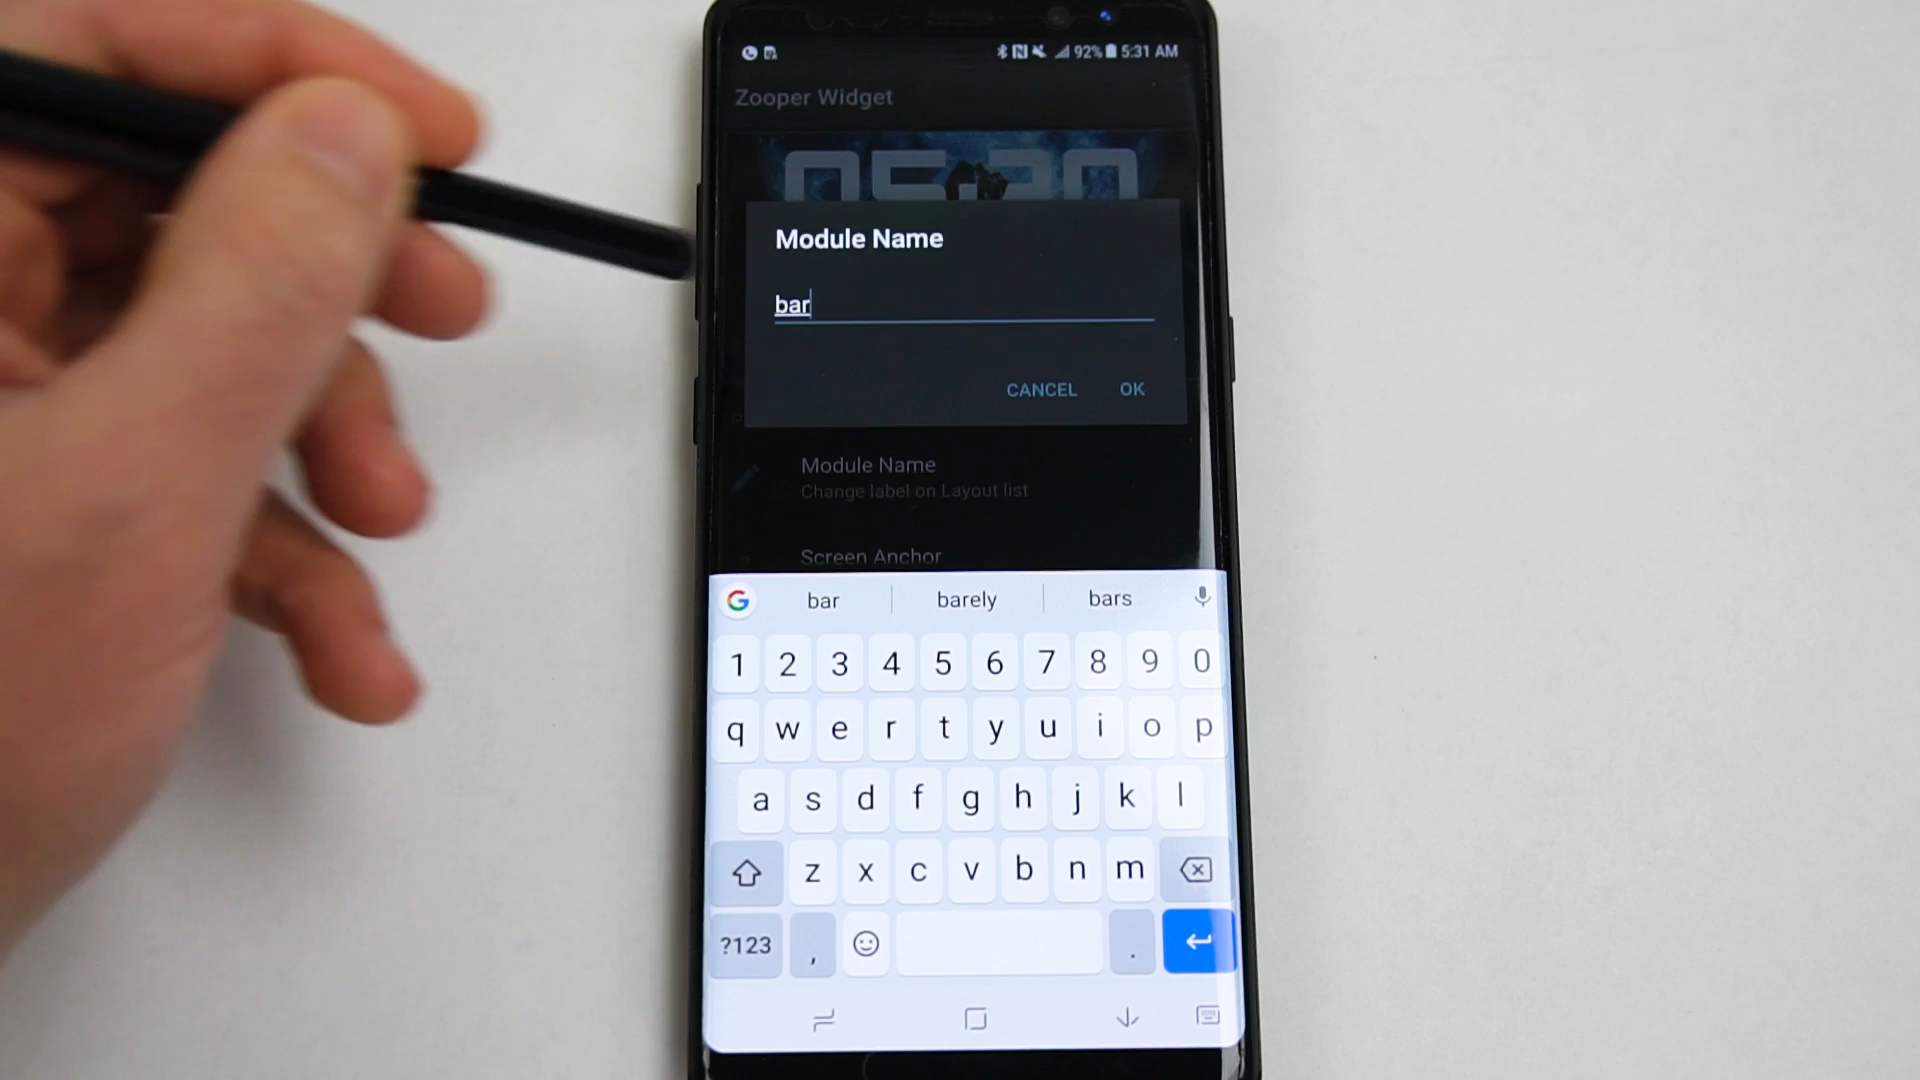 92% 5:31 AM
Zooper Widget
Module Name
bar
CANCEL OK
Module Name
Change label on Layout list
Screen Anchor
G bar barely bars
1 2 3 4 5 6 7 8 9 0
q w e r t y u i o p
a s d f g h j k l
z x c v b n m
?123 , .